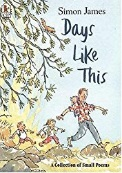 Simon James
Days
Like
This
A Collection of Small Poems